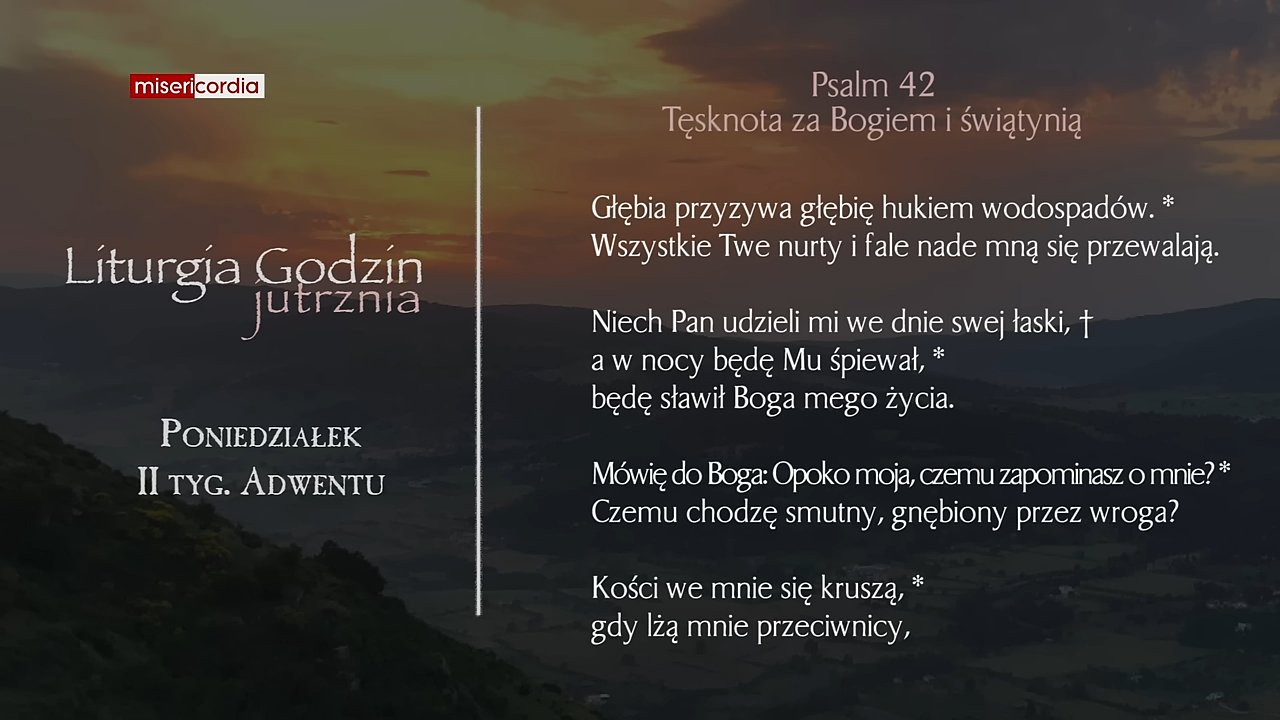 misericordia
Liturgia Godzin
jutrznia
Poniedziałek
II tyg. Adwentu
Psalm 42
Tęsknota za Bogiem i świątynią
Głębia przyzywa głębię hukiem wodospadów. *
Wszystkie Twe nurty i fale nade mną się przewalają.
Niech Pan udzieli mi we dnie swej łaski, †
a w nocy będę Mu śpiewał, *
będę sławił Boga mego życia.
Mówię do Boga: Opoko moja, czemu zapominasz o mnie? *
Czemu chodzę smutny, gnębiony przez wroga?
Kości we mnie się kruszą, *
gdy lżą mnie przeciwnicy,